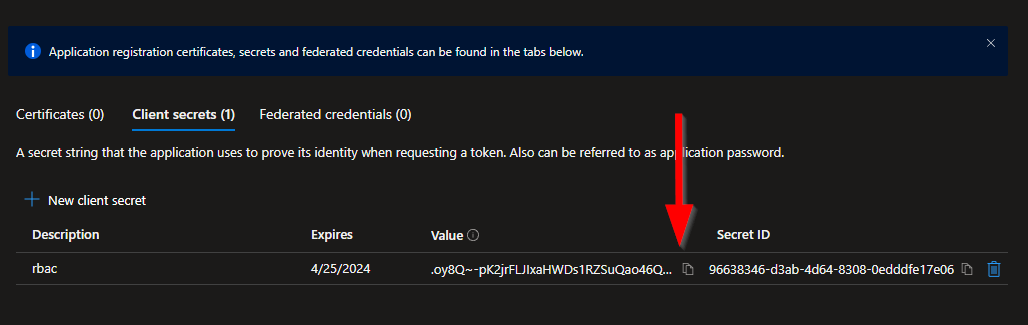 Application registration certificates, secrets and federated credentials can be found in the tabs below.
Certificates (0) Client secrets (1) Federated credentials (0)
A secret string that the application uses to prove its identity when requesting a token. Also can be referred to as application password.
New client secret
Description Expires Value Secret ID
rbac 4/25/2024 .oy8Q~-pK2jrFLJIxaHWDs1RZSuQao46Q... 96638346-d3ab-4d64-8308-0edddfe17e06